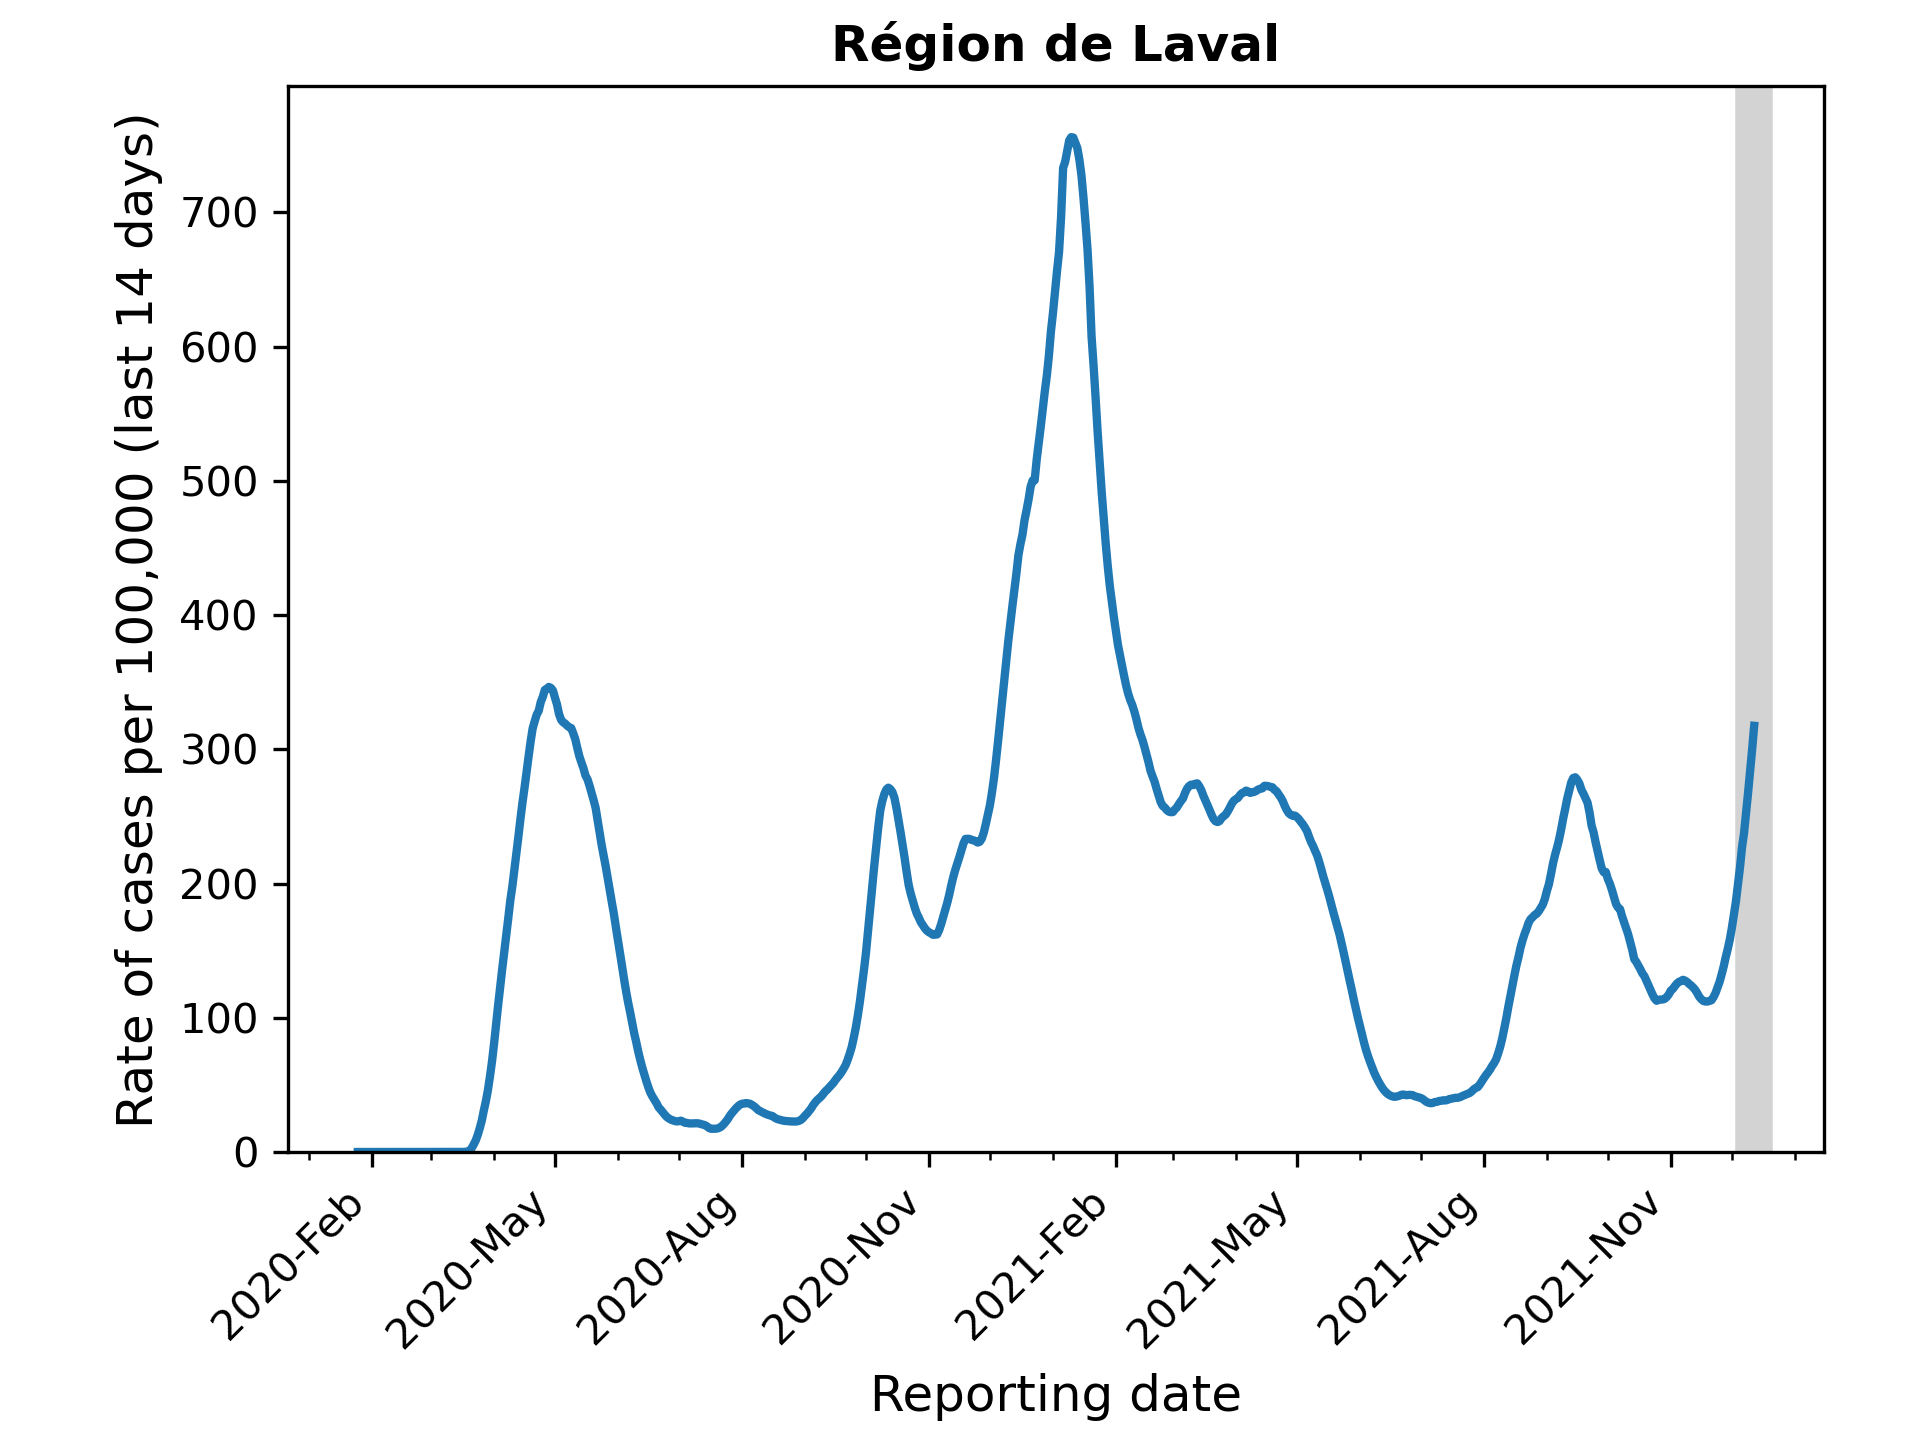 Région de Laval
Rate of cases per 100,000 (last 14 days)
700
600
500
400
300
200
100
0
2020-Feb
2020-May
2020-Aug
2020-Nov
2021-Feb
2021-May
2021-Aug
2021-Nov
Reporting date